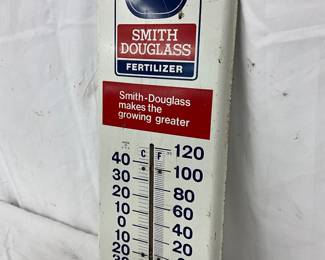 SMITH
DOUGLASS
FERTILIZER
Smith-Douglass
makes the
growing greater
C F
40 120
30 100
20 80
10 60
0 40
10 20
20 0